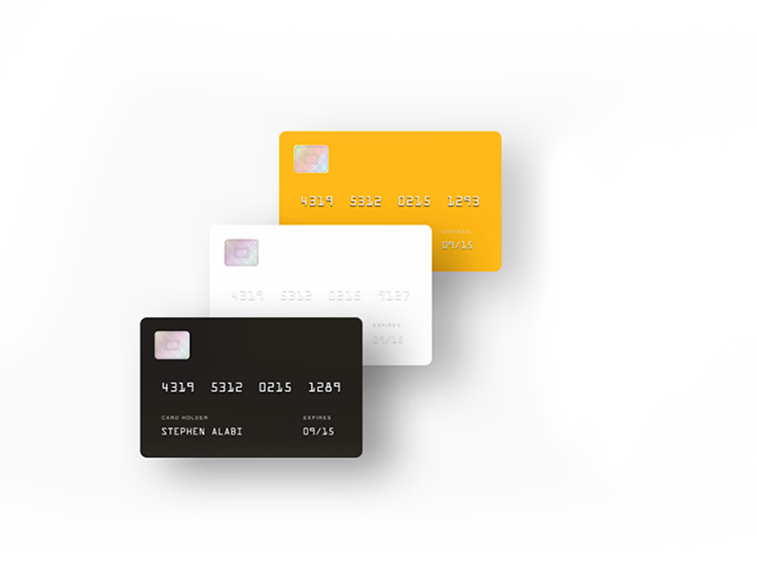 4319 5312 0215 1293
EXPIRES
09/15
4319 5312 0215 9127
EXPIRES
09/15
4319 5312 0215 1289
CARD HOLDER EXPIRES
STEPHEN ALABI 09/15